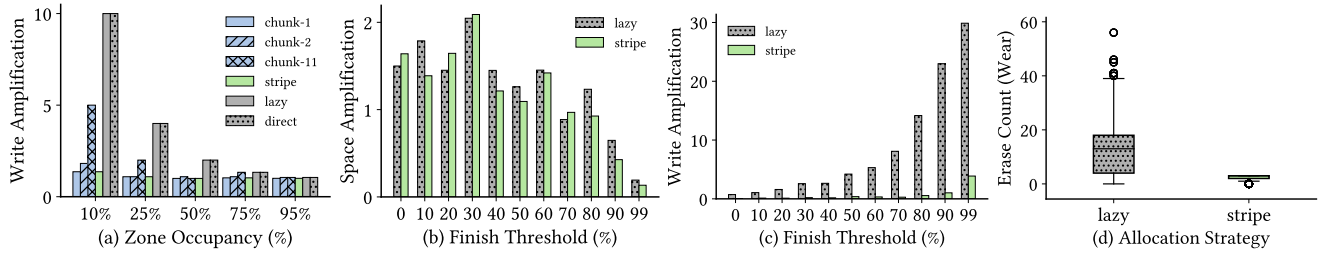 Write Amplification
10
5
0
chunk-1
chunk-2
chunk-11
stripe
lazy
direct
10% 25% 50% 75% 95%
(a) Zone Occupancy (%)
Space Amplification
2
1
0
lazy
stripe
0 10 20 30 40 50 60 70 80 90 99
(b) Finish Threshold (%)
Write Amplification
30
20
10
0
lazy
stripe
0 10 20 30 40 50 60 70 80 90 99
(c) Finish Threshold (%)
Erase Count (Wear)
60
40
20
0
lazy stripe
(d) Allocation Strategy